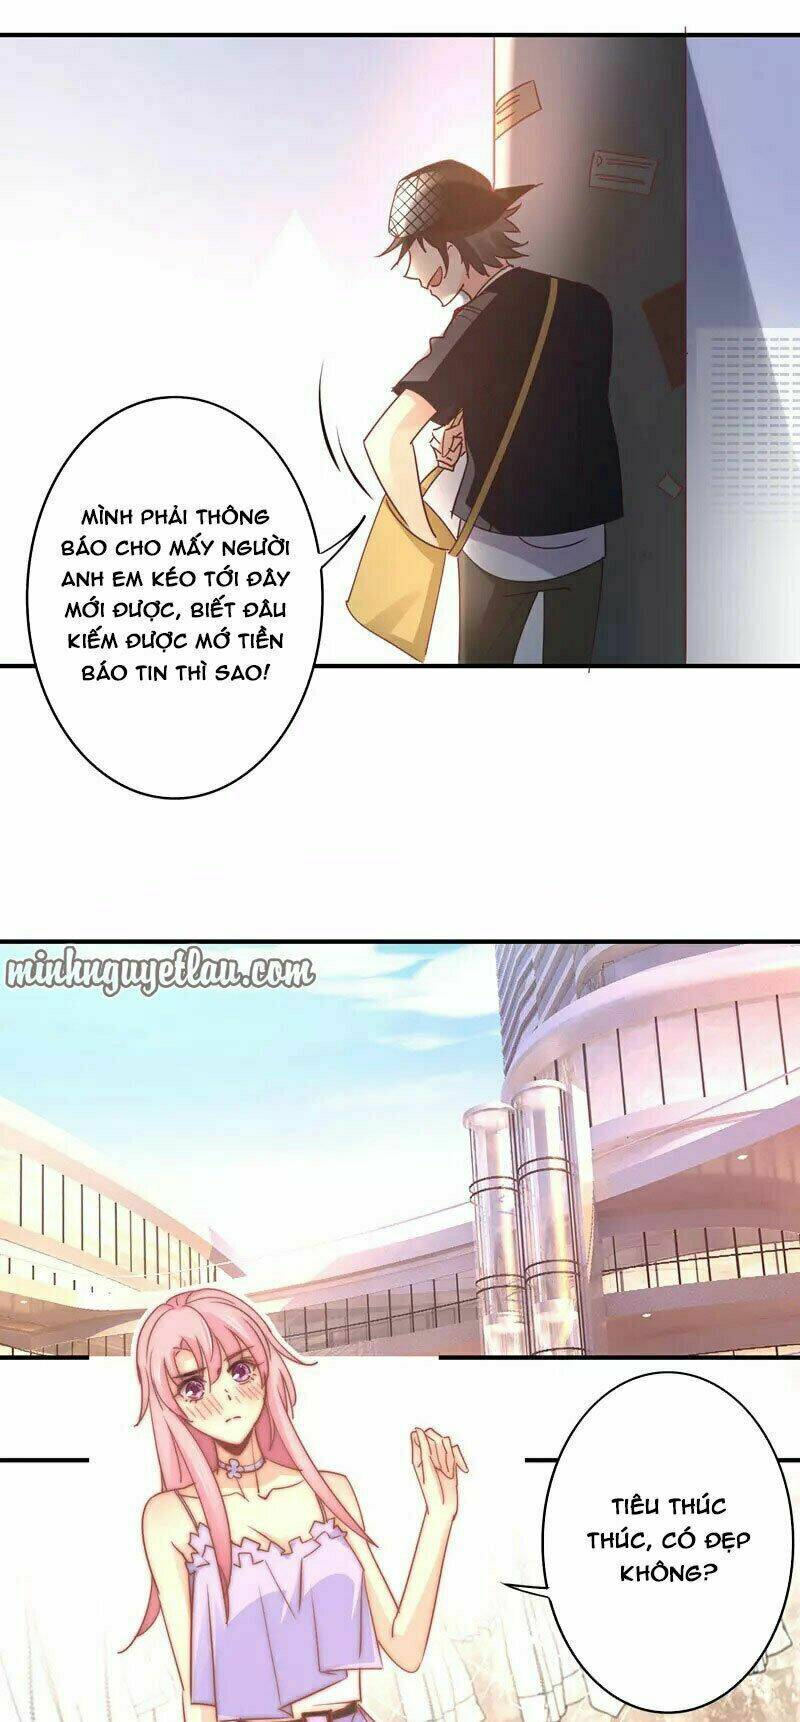 MÌNH PHẢI THÔNG
BÁO CHO MẤY NGƯỜI
ANH EM KÉO TỚI ĐÂY
MỚI ĐƯỢC, BIẾT ĐÂU
KIẾM ĐƯỢC MỚ TIỀN
BÁO TIN THÌ SAO!
minhnguyetlau.com
TIÊU THÚC
THÚC, CÓ ĐẸP
KHÔNG?